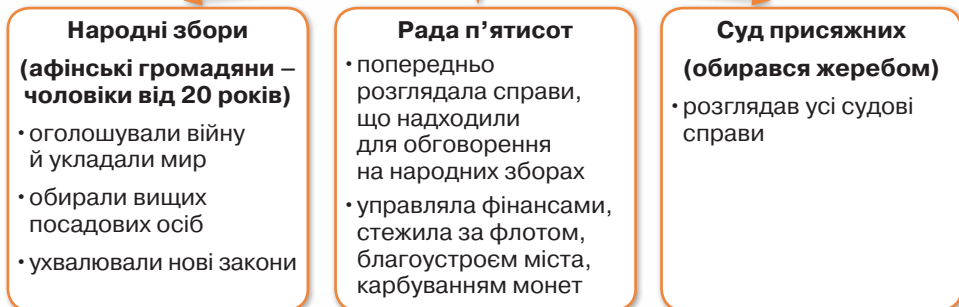 Народні збори
(афінські громадяни –
чоловіки від 20 років)
• оголошували війну
й укладали мир
• обирали вищих
посадових осіб
• ухвалювали нові закони
Рада п’ятисот
• попередньо
розглядала справи,
що надходили
для обговорення
на народних зборах
• управляла фінансами,
стежила за флотом,
благоустроєм міста,
карбуванням монет
Суд присяжних
(обирався жеребом)
• розглядав усі судові
справи